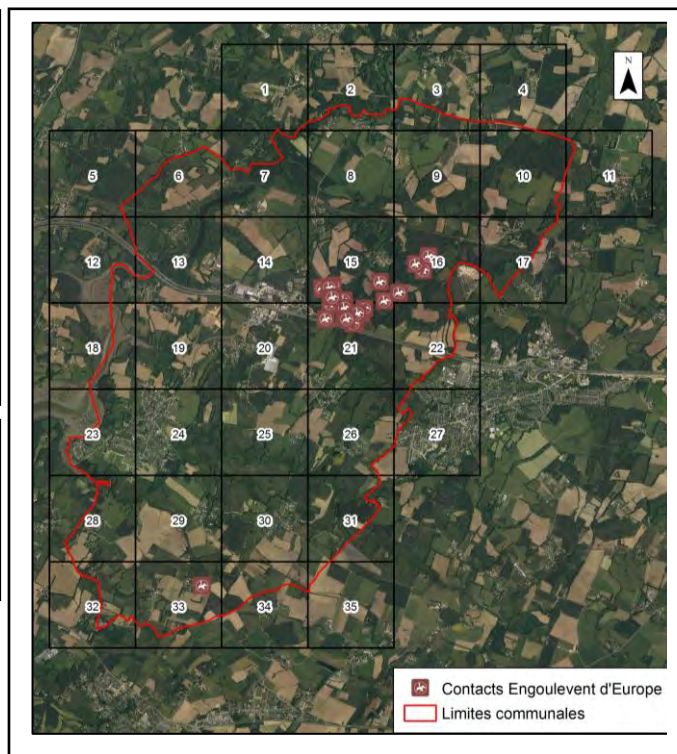 N
1 2 3 4
5 6 7 8 9 10 11
12 13 14 15 16 17
18 19 20 21 22
23 24 25 26 27
28 29 30 31
32 33 34 35
Contacts Engoulevent d'Europe
Limites communales